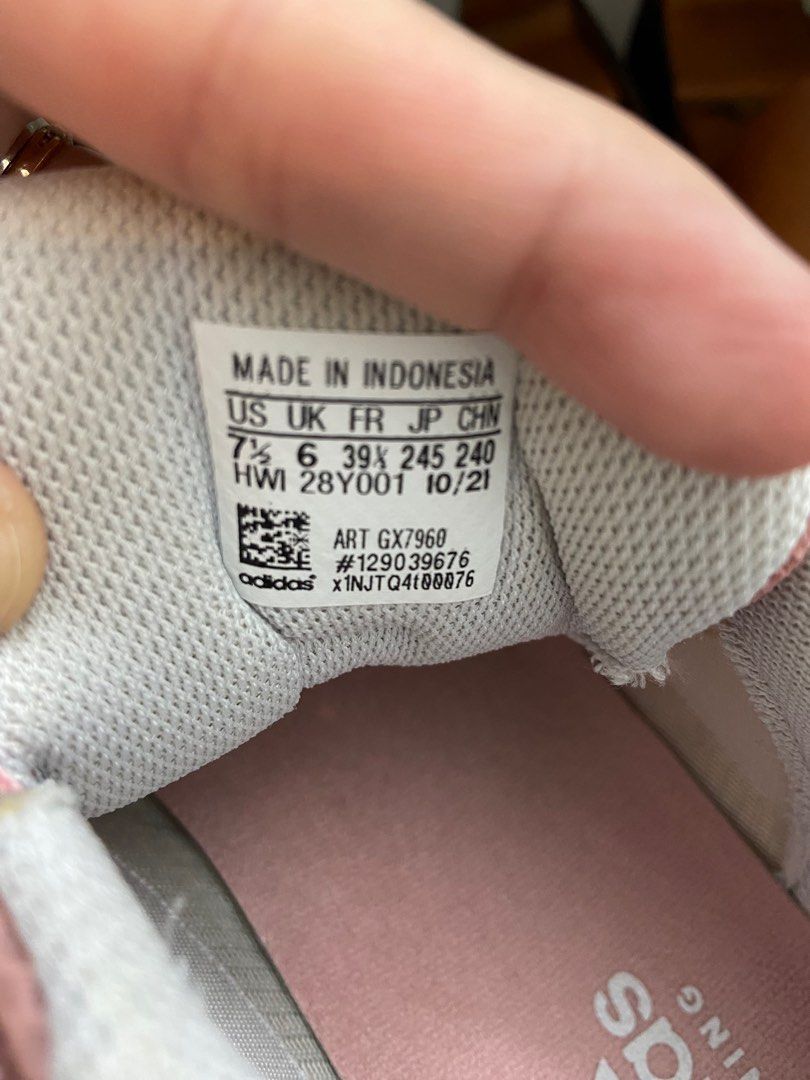 MADE IN INDONESIA
US UK FR JP CHN
7½ 6 39⅓ 245 240
HWI 28Y001 10/21
ART GX7960
#129039676
adidas® x1NJTQ4t00076